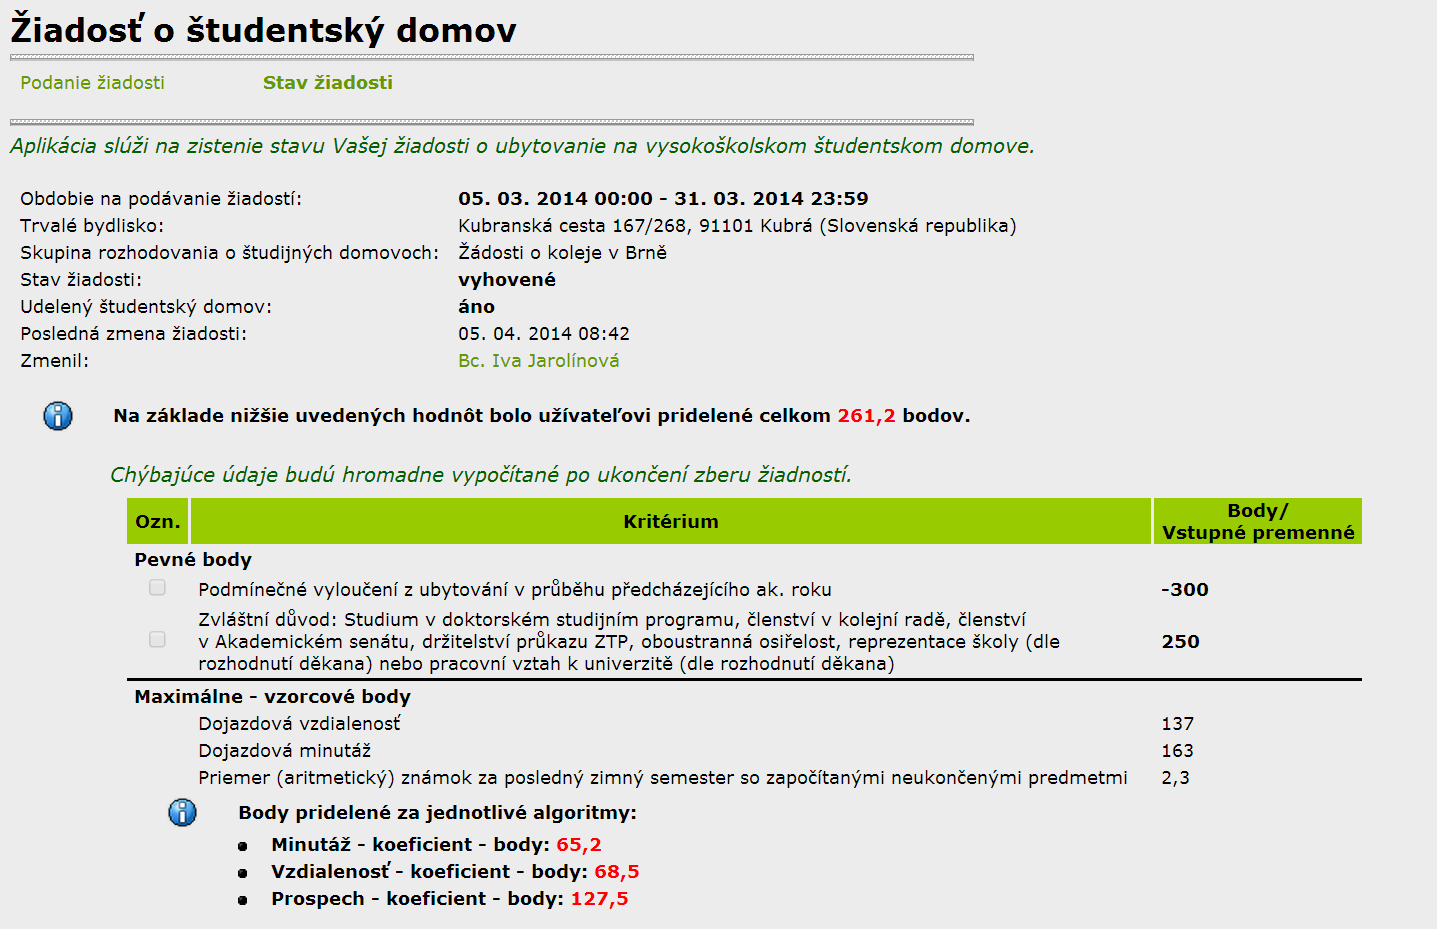 Žiadosť o študentský domov
Podanie žiadosti Stav žiadosti
Aplikácia slúži na zistenie stavu Vašej žiadosti o ubytovanie na vysokoškolskom študentskom domove.
Obdobie na podávanie žiadostí: 05. 03. 2014 00:00 - 31. 03. 2014 23:59
Trvalé bydlisko: Kubranská cesta 167/268, 91101 Kubrá (Slovenská republika)
Skupina rozhodovania o študijných domovoch: Žádosti o koleje v Brně
Stav žiadosti: vyhovené
Udelený študentský domov: áno
Posledná zmena žiadosti: 05. 04. 2014 08:42
Zmenil: Bc. Iva Jarolínová
Na základe nižšie uvedených hodnôt bolo užívateľovi pridelené celkom 261,2 bodov.
Chýbajúce údaje budú hromadne vypočítané po ukončení zberu žiadností.
Ozn. Kritérium Body/
Vstupné premenné
Pevné body
Podmínečné vyloučení z ubytování v průběhu předcházejícího ak. roku -300
Zvláštní důvod: Studium v doktorském studijním programu, členství v kolejní radě, členství
v Akademickém senátu, držitelství průkazu ZTP, oboustranná osiřelost, reprezentace školy (dle 250
rozhodnutí děkana) nebo pracovní vztah k univerzitě (dle rozhodnutí děkana)
Maximálne - vzorcové body
Dojazdová vzdialenosť 137
Dojazdová minutáž 163
Priemer (aritmetický) známok za posledný zimný semester so započítanými neukončenými predmetmi 2,3
Body pridelené za jednotlivé algoritmy:
Minutáž - koeficient - body: 65,2
Vzdialenosť - koeficient - body: 68,5
Prospech - koeficient - body: 127,5